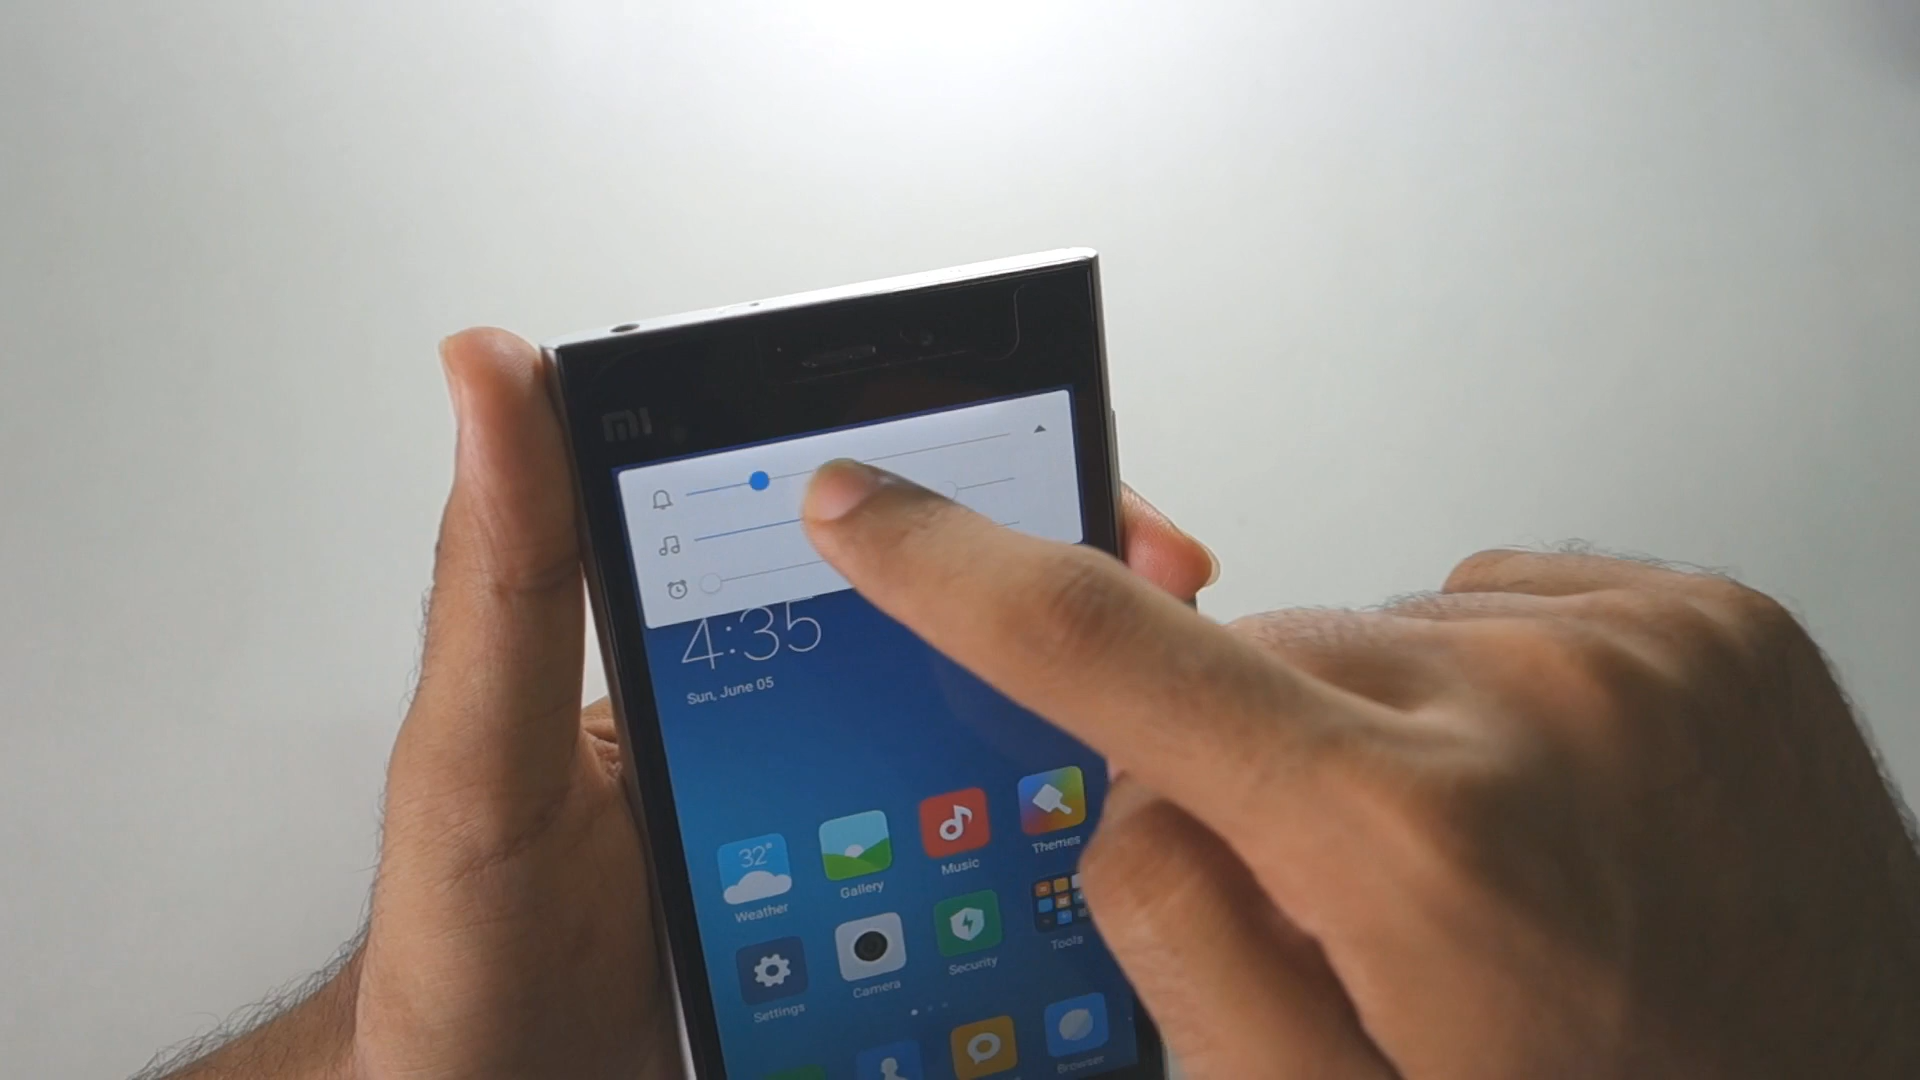 mi
4:35
Sun, June 05
32°
Weather
Gallery
Music
Themes
Settings
Camera
Security
Tools
Browser